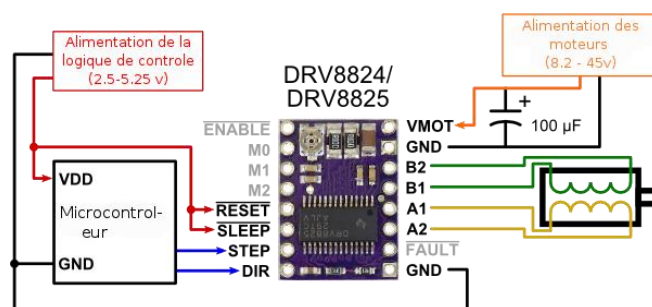 Alimentation de la
logique de controle
(2.5-5.25 v)
Alimentation des
moteurs
(8.2 - 45v)
DRV8824/
DRV8825
ENABLE
M0
M1
M2
RESET
SLEEP
STEP
DIR
VMOT
GND
B2
B1
A1
A2
FAULT
GND
+
100 µF
VDD
Microcontrol-
eur
GND